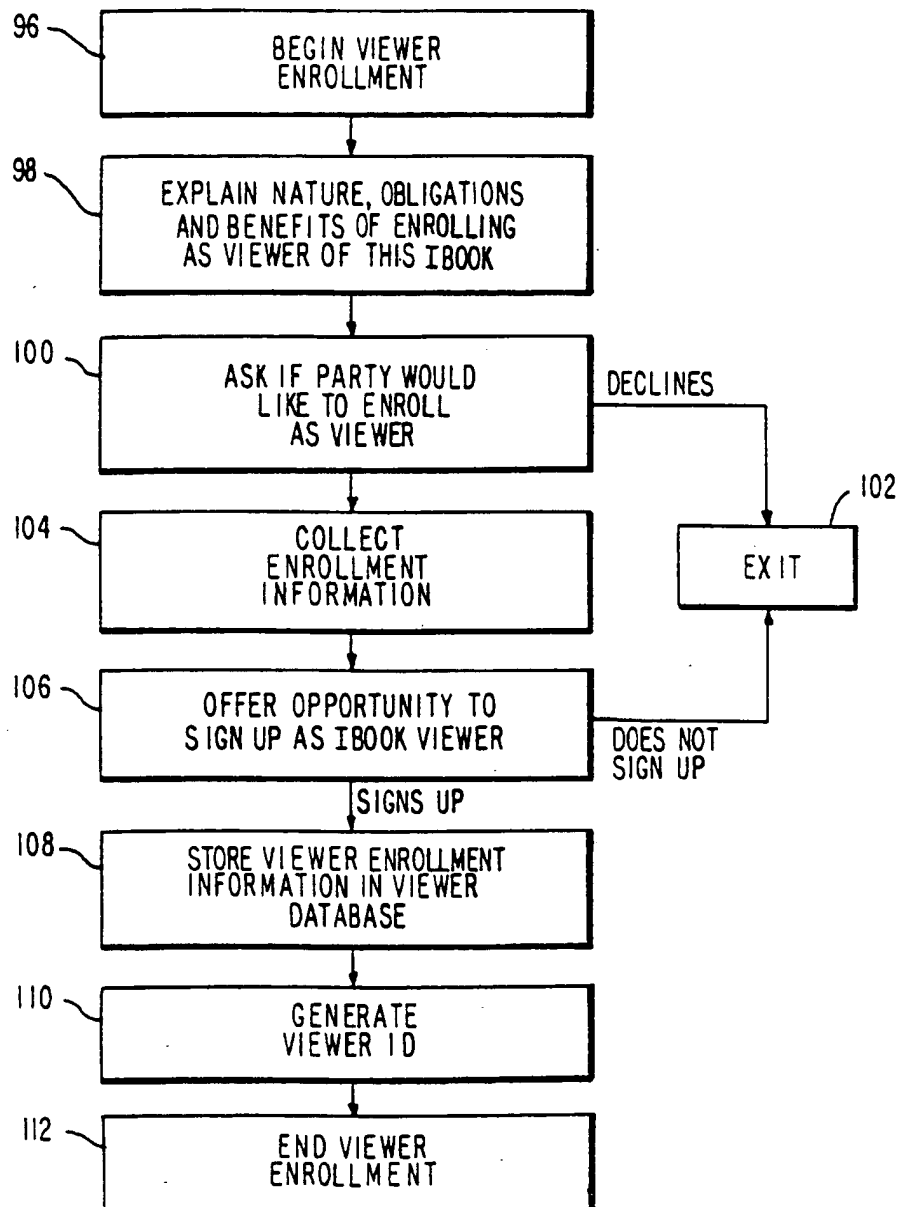 96
BEGIN VIEWER
ENROLLMENT
98
EXPLAIN NATURE, OBLIGATIONS
AND BENEFITS OF ENROLLING
AS VIEWER OF THIS IBOOK
100
ASK IF PARTY WOULD
LIKE TO ENROLL
AS VIEWER
DECLINES
102
EXIT
104
COLLECT
ENROLLMENT
INFORMATION
106
OFFER OPPORTUNITY TO
SIGN UP AS IBOOK VIEWER
DOES NOT
SIGN UP
SIGNS UP
108
STORE VIEWER ENROLLMENT
INFORMATION IN VIEWER
DATABASE
110
GENERATE
VIEWER ID
112
END VIEWER
ENROLLMENT